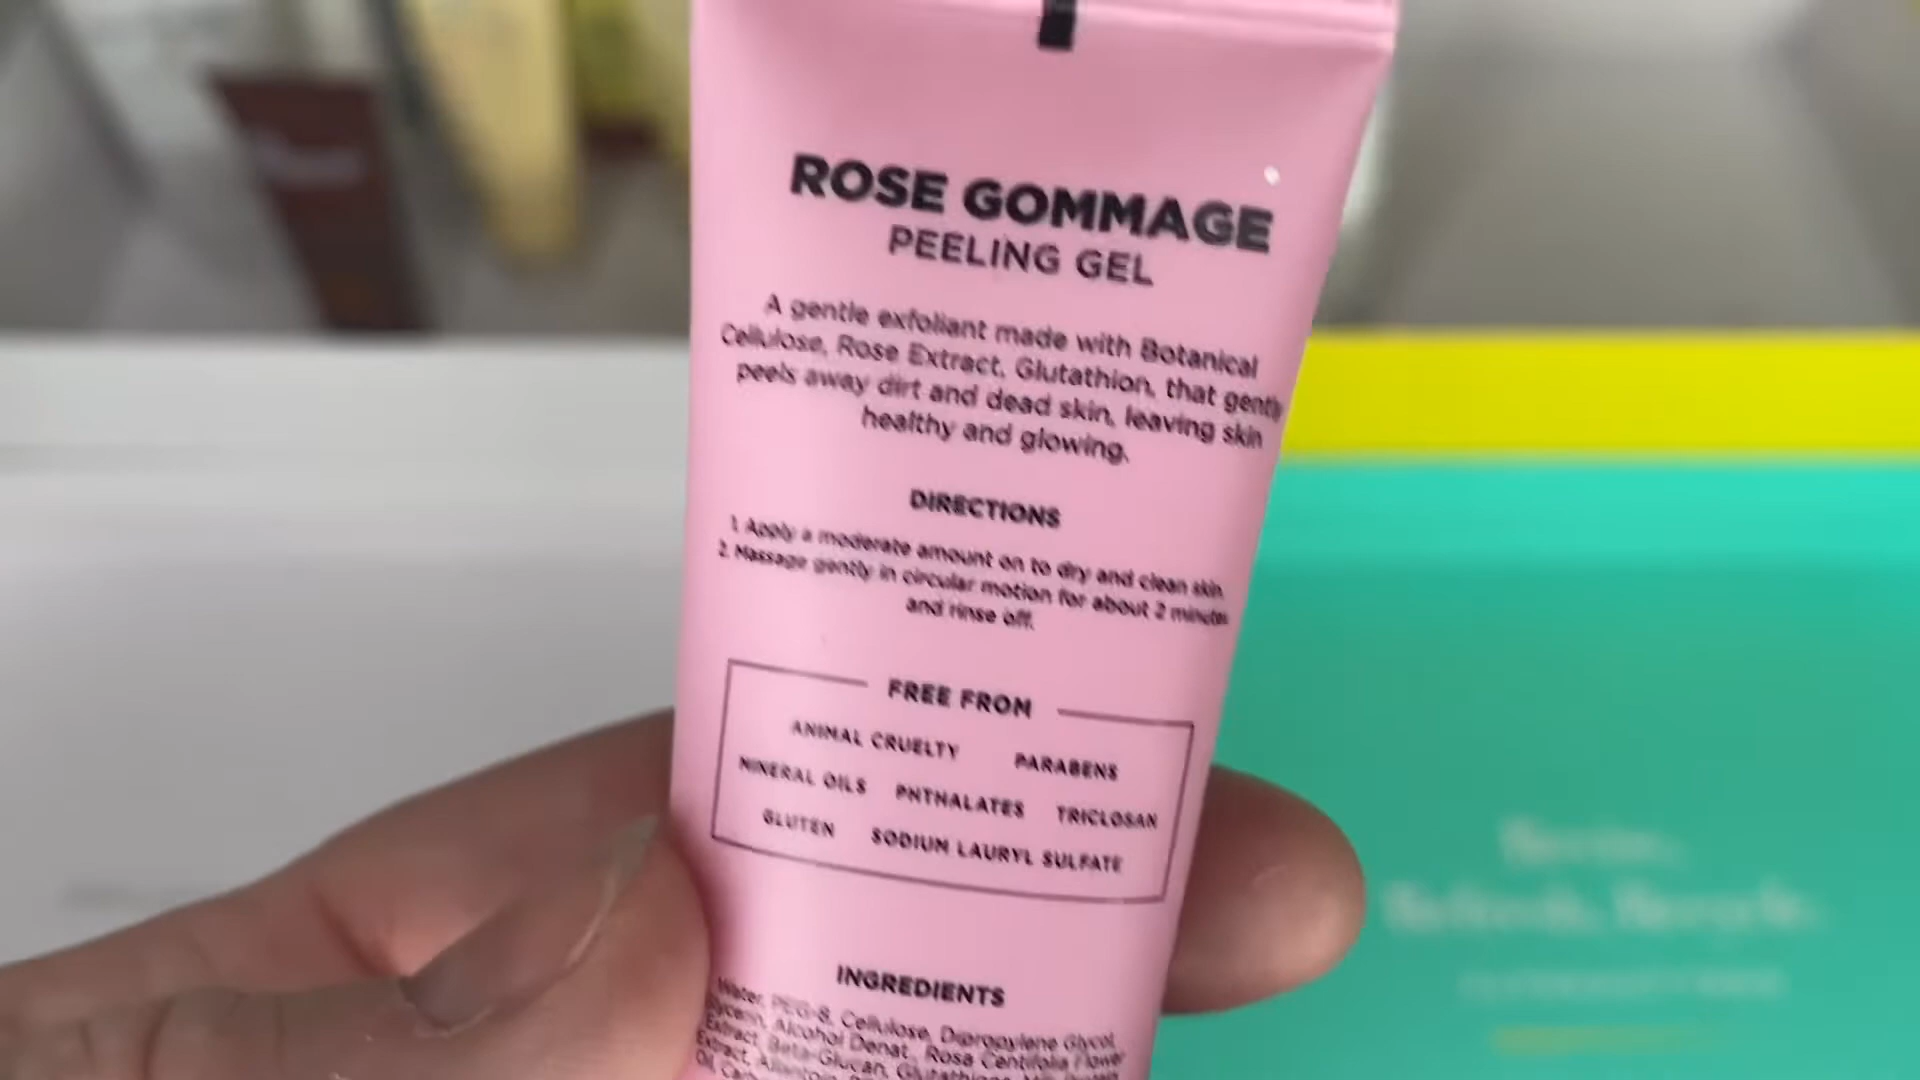 ROSE GOMMAGE
PEELING GEL
A gentle exfoliant made with Botanical
Cellulose, Rose Extract, Glutathion, that gently
peels away dirt and dead skin, leaving skin
healthy and glowing.
DIRECTIONS
1. Apply a moderate amount on to dry and clean skin.
2. Massage gently in circular motion for about 2 minutes
and rinse off.
FREE FROM
ANIMAL CRUELTY PARABENS
MINERAL OILS PHTHALATES TRICLOSAN
GLUTEN SODIUM LAURYL SULFATE
INGREDIENTS
Water, PEG-8, Cellulose, Dipropylene Glycol,
Glycerin, Alcohol Denat., Rosa Centifolia Flower
Extract, Beta-Glucan, Glutathione,
Extract, Allantoin,
Oil,